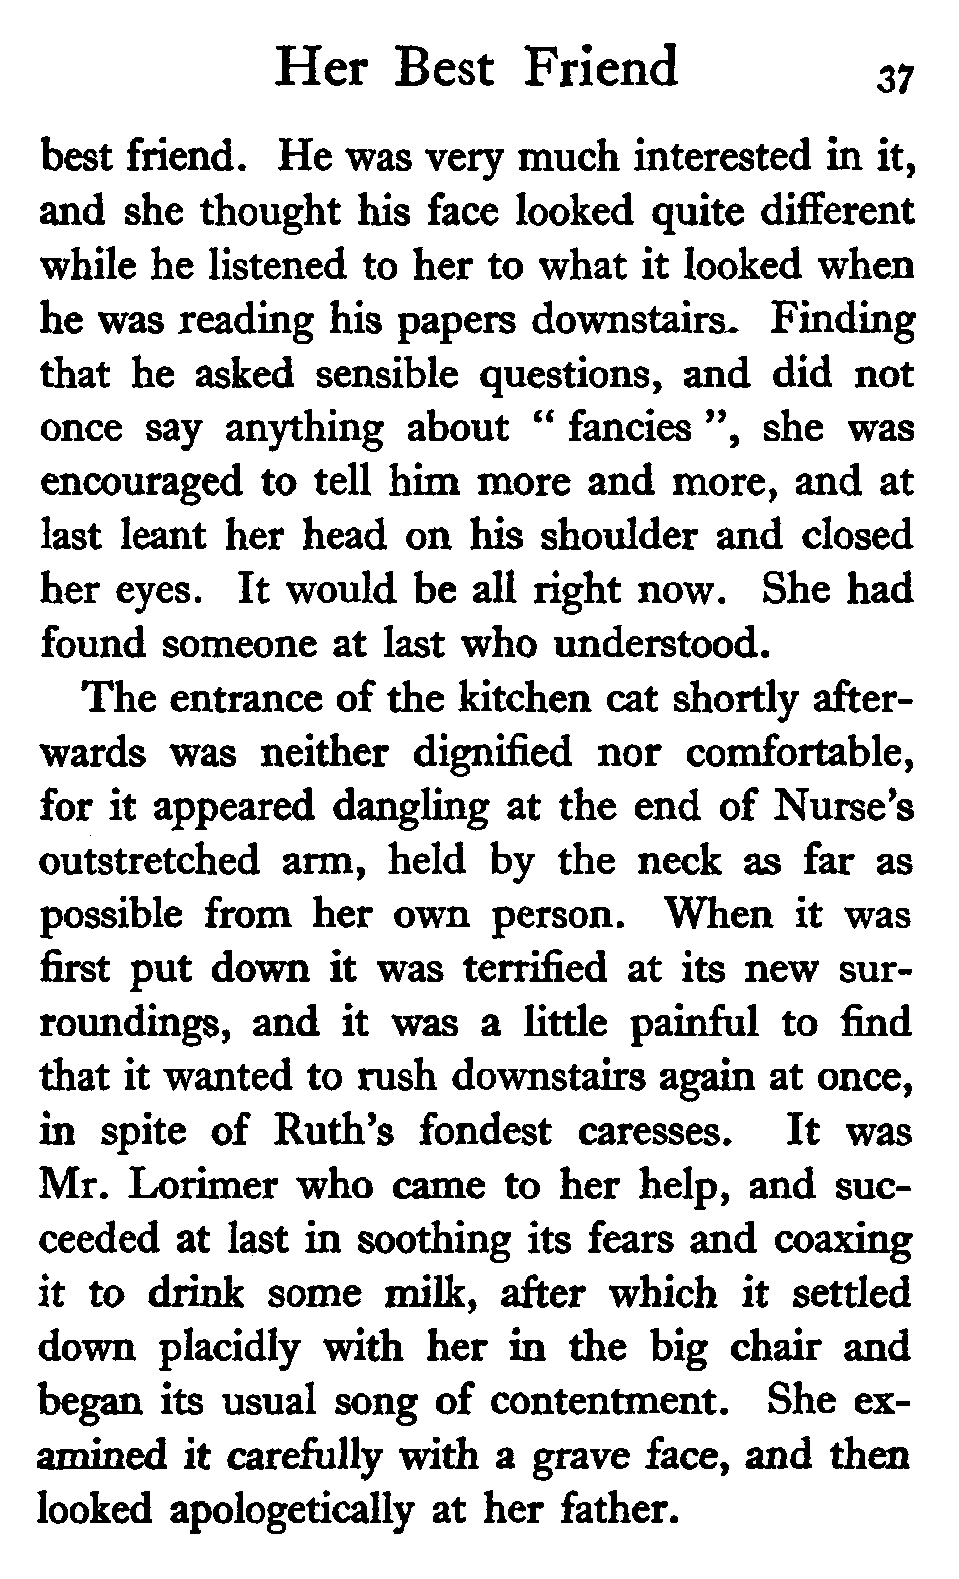 Her Best Friend 37
best friend. He was very much interested in it,
and she thought his face looked quite different
while he listened to her to what it looked when
he was reading his papers downstairs. Finding
that he asked sensible questions, and did not
once say anything about “ fancies ”, she was
encouraged to tell him more and more, and at
last leant her head on his shoulder and closed
her eyes. It would be all right now. She had
found someone at last who understood.
The entrance of the kitchen cat shortly after-
wards was neither dignified nor comfortable,
for it appeared dangling at the end of Nurse's
outstretched arm, held by the neck as far as
possible from her own person. When it was
first put down it was terrified at its new sur-
roundings, and it was a little painful to find
that it wanted to rush downstairs again at once,
in spite of Ruth's fondest caresses. It was
Mr. Lorimer who came to her help, and suc-
ceeded at last in soothing its fears and coaxing
it to drink some milk, after which it settled
down placidly with her in the big chair and
began its usual song of contentment. She ex-
amined it carefully with a grave face, and then
looked apologetically at her father.